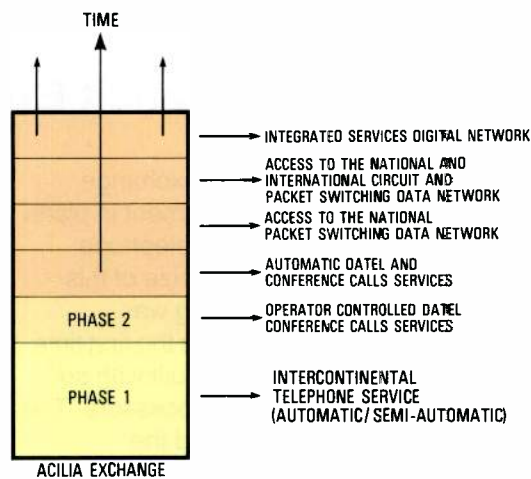 TIME
INTEGRATED SERVICES DIGITAL NETWORK
ACCESS TO THE NATIONAL AND
INTERNATIONAL CIRCUIT AND
PACKET SWITCHING DATA NETWORK
ACCESS TO THE NATIONAL
PACKET SWITCHING DATA NETWORK
AUTOMATIC DATEL AND
CONFERENCE CALLS SERVICES
PHASE 2
OPERATOR CONTROLLED DATEL
CONFERENCE CALLS SERVICES
PHASE 1
INTERCONTINENTAL
TELEPHONE SERVICE
(AUTOMATIC/SEMI-AUTOMATIC)
ACILIA EXCHANGE